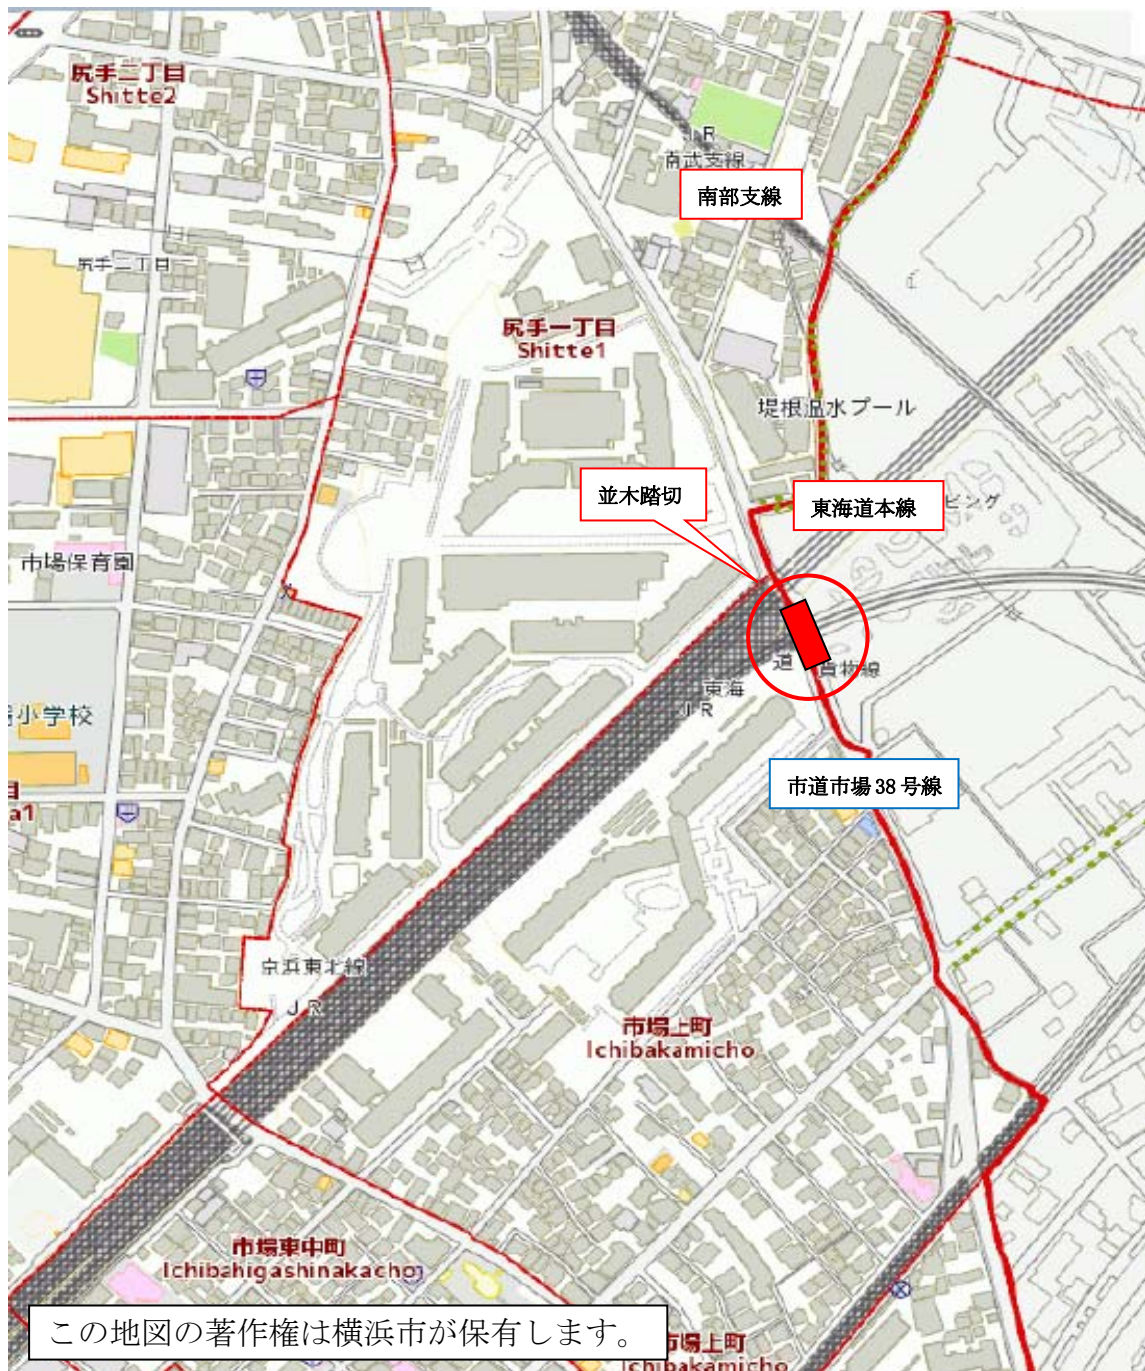 尻手二丁目
Shitte2
JR
南武支線
南部支線
尻手二丁目
尻手一丁目
Shitte1
堤根温水プール
並木踏切
東海道本線
ビング
市場保育園
道
貨物線
東海
JR
小学校
市道市場38号線
目
a1
京浜東北線
JR
市場上町
Ichibakamicho
市場東中町
Ichibahigashinakacho
この地図の著作権は横浜市が保有します。
市場上町
Ichibakamicho